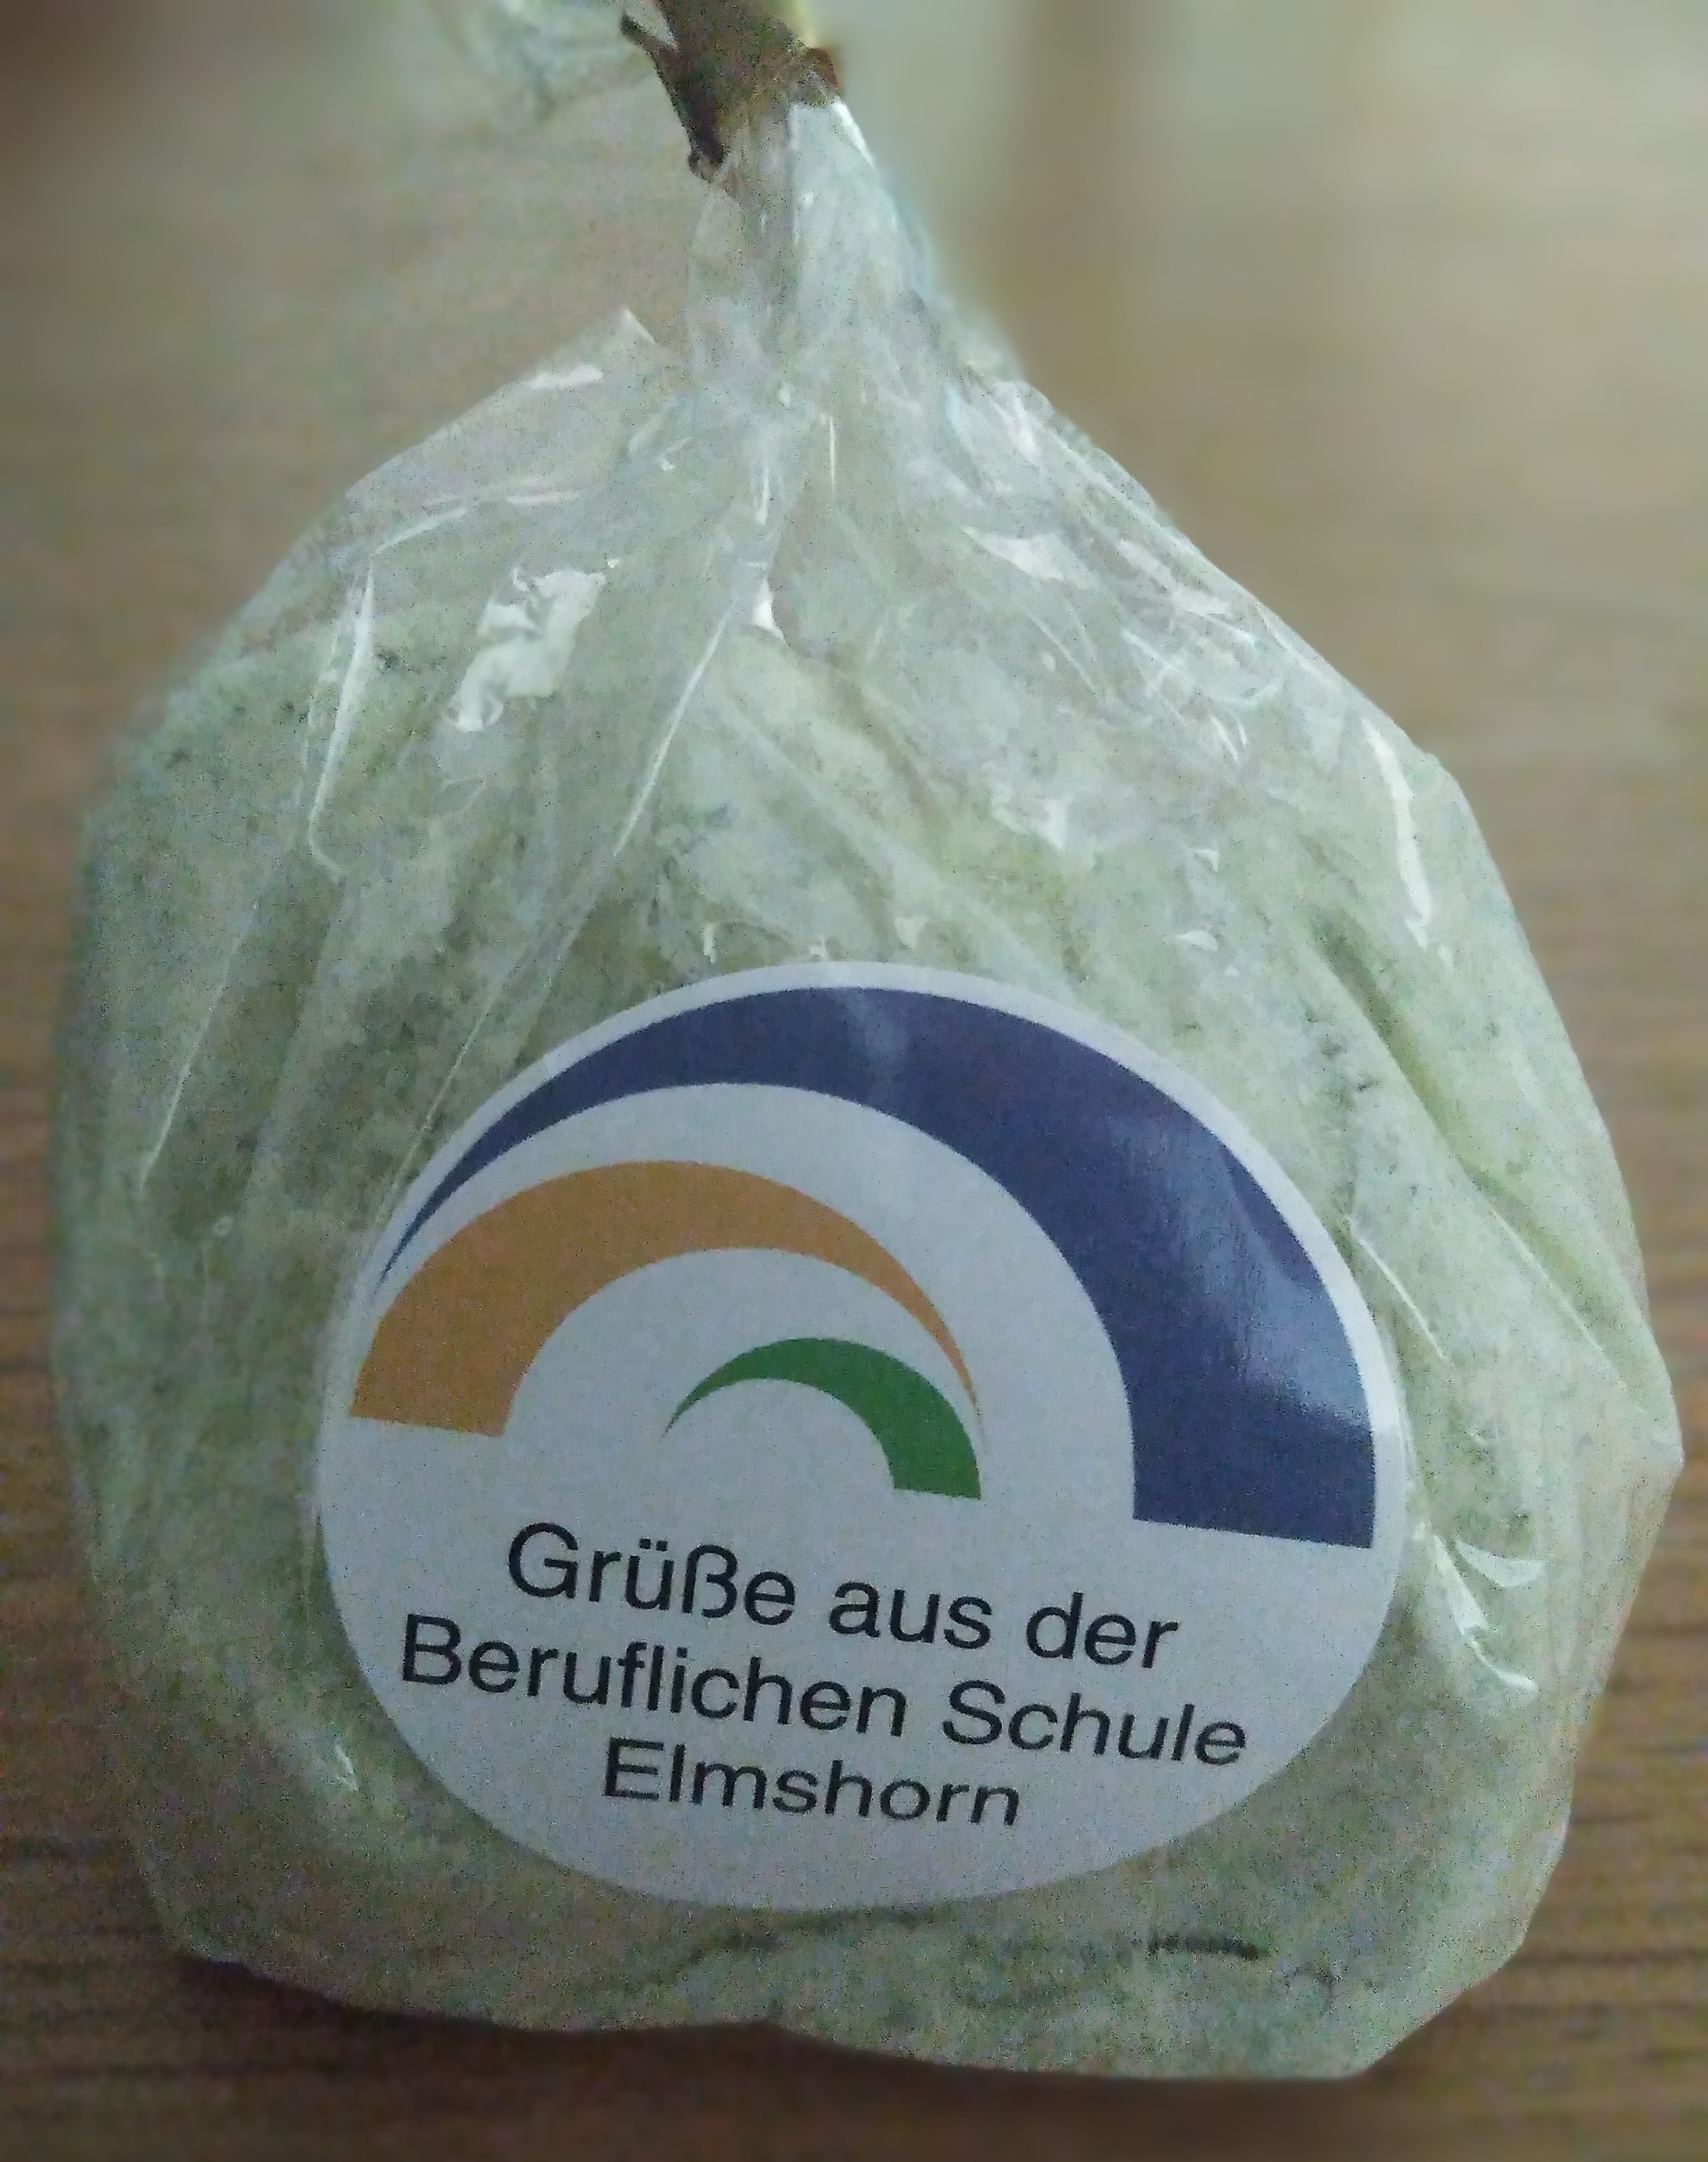 Grüße aus der
Beruflichen Schule
Elmshorn